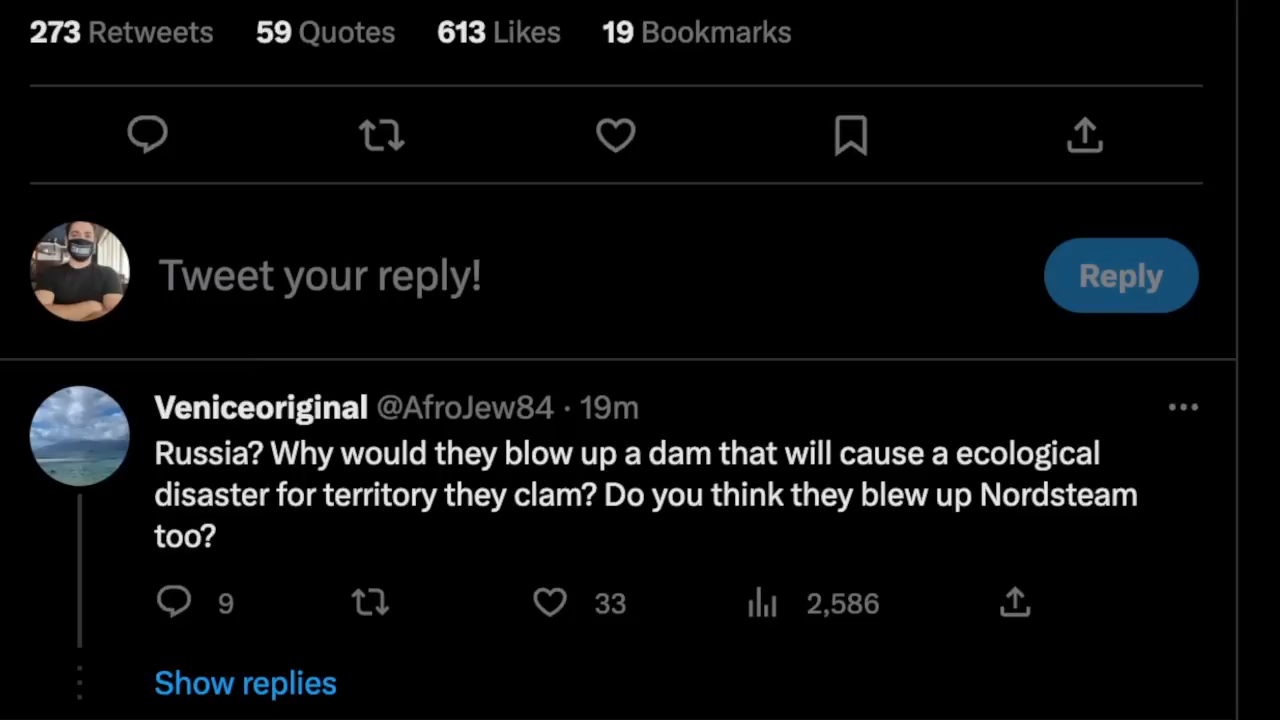 273 Retweets 59 Quotes 613 Likes 19 Bookmarks
Tweet your reply!
Reply
Veniceoriginal @AfroJew84 · 19m
Russia? Why would they blow up a dam that will cause a ecological
disaster for territory they clam? Do you think they blew up Nordsteam
too?
9 33 2,586
Show replies